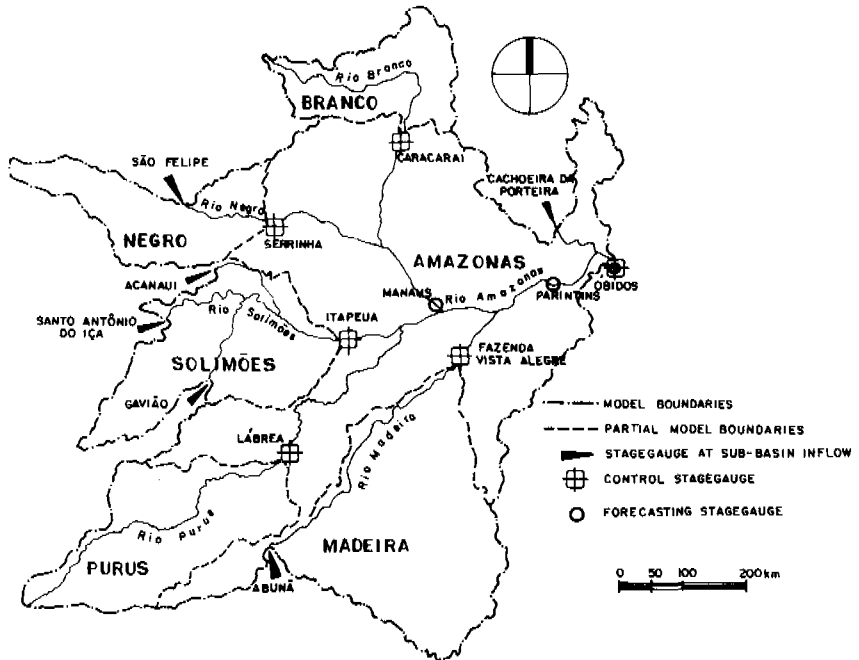 Rio Branco
BRANCO
CARACARAI
SÃO FELIPE
CACHOEIRA DA
PORTEIRA
Rio Negro
NEGRO
SERRINHA
AMAZONAS
ACANAUI
MANAUS
Rio Amazonas
PARINTINS
ÓBIDOS
SANTO ANTÔNIO
DO IÇA
Rio Solimões
ITAPEUA
SOLIMÕES
FAZENDA
VISTA ALEGRE
GAVIÃO
LÁBREA
Rio Madeira
Rio Purus
PURUS
MADEIRA
ABUNÃ
MODEL BOUNDARIES
PARTIAL MODEL BOUNDARIES
STAGEGAUGE AT SUB-BASIN INFLOW
CONTROL STAGEGAUGE
FORECASTING STAGEGAUGE
0 50 100 200 km